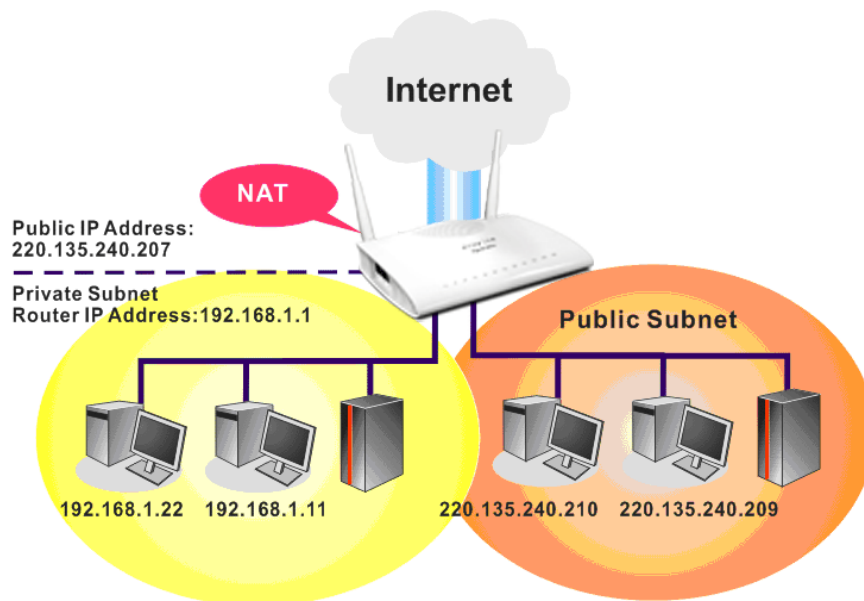 Internet
NAT
Public IP Address:
220.135.240.207
Private Subnet
Router IP Address:192.168.1.1
Public Subnet
192.168.1.22
192.168.1.11
220.135.240.210
220.135.240.209